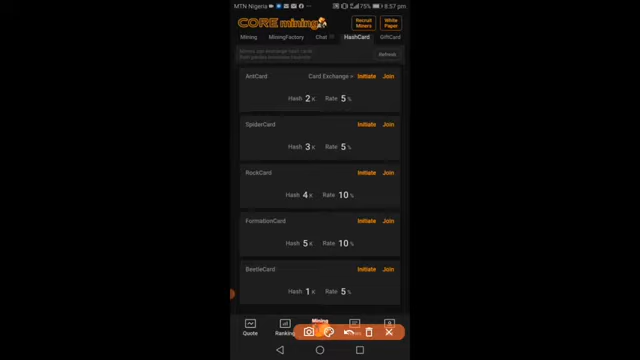 MTN Nigeria
75% 8:57 pm
CORE mining
Recruit Miners
White Paper
Mining MiningFactory Chat HashCard GiftCard
Refresh
AntCard Card Exchange > Initiate Join
Hash 2 K Rate 5 %
SpiderCard Initiate Join
Hash 3 K Rate 5 %
RockCard Initiate Join
Hash 4 K Rate 10 %
FormationCard Initiate Join
Hash 5 K Rate 10 %
BeetleCard Initiate Join
Hash 1 K Rate 5 %
Quote Ranking Mining